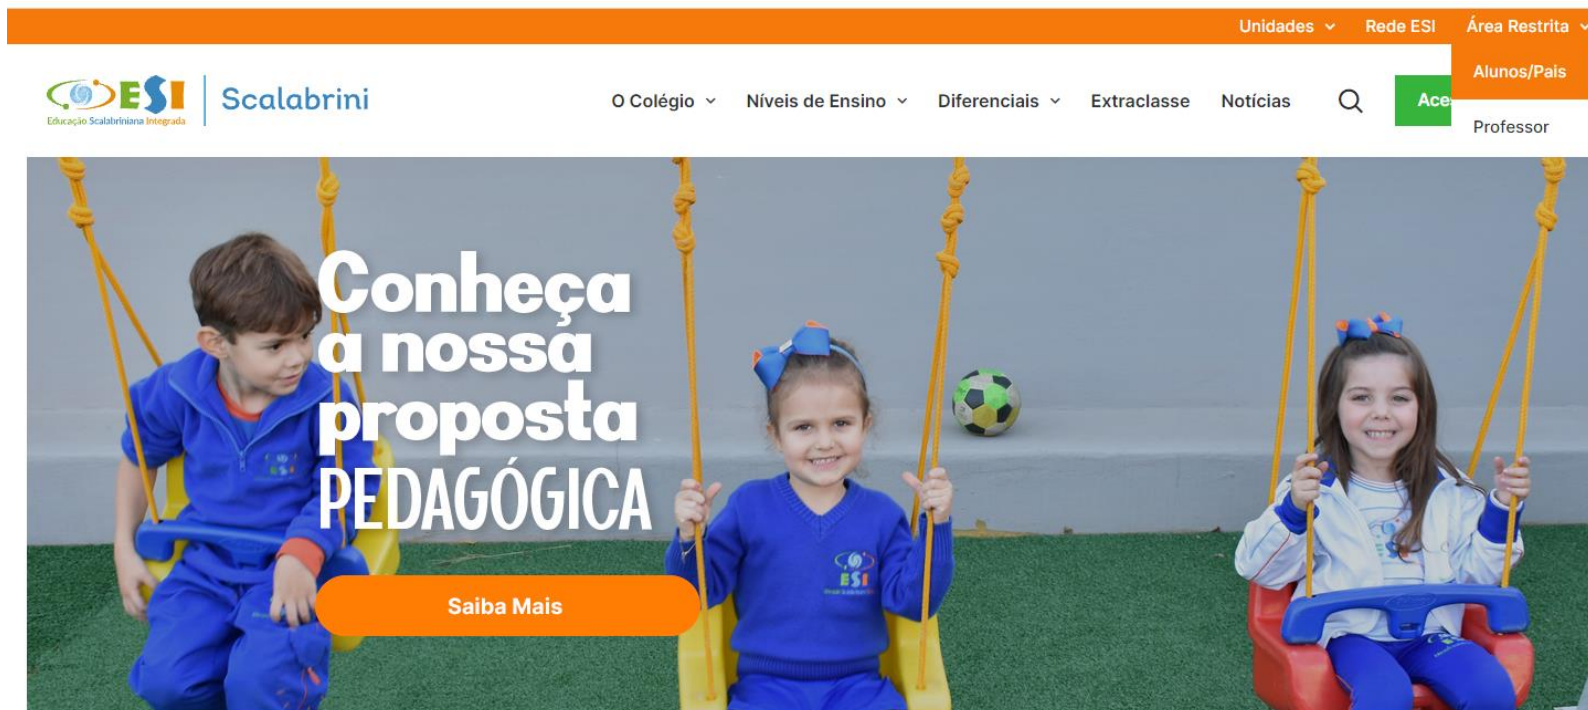 Unidades Rede ESI Área Restrita
Alunos/Pais
ESI
Educação Scalabriniana Integrada
Scalabrini
O Colégio Níveis de Ensino Diferenciais Extraclasse Notícias
Professor
Conheça
a nossa
proposta
PEDAGÓGICA
Saiba Mais
ESI
ESI